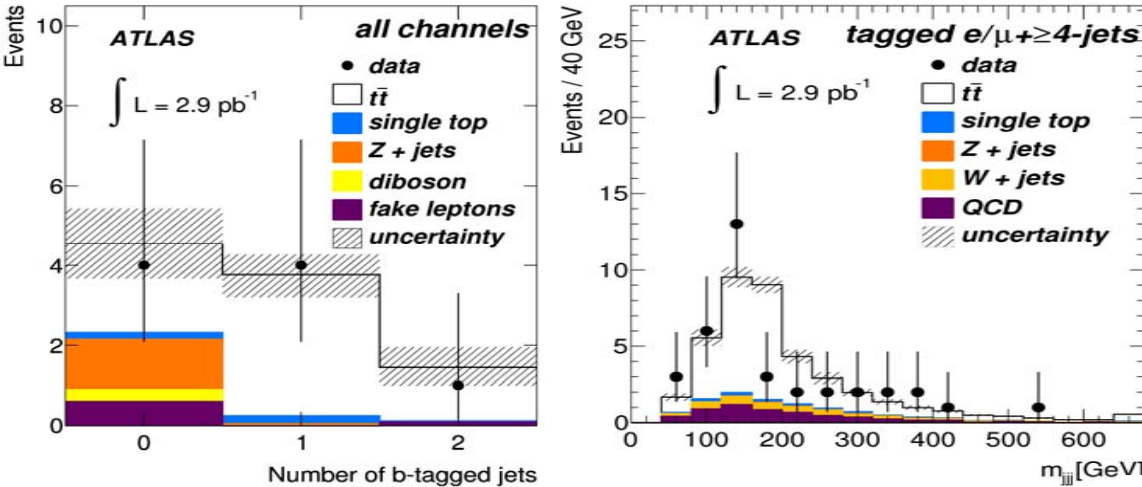 Events
10
8
6
4
2
0
ATLAS
all channels
∫ L = 2.9 pb⁻¹
data
tt̄
single top
Z + jets
diboson
fake leptons
uncertainty
0 1 2
Number of b-tagged jets
Events / 40 GeV
25
20
15
10
5
0
ATLAS
tagged e/μ+≥4-jets
∫ L = 2.9 pb⁻¹
data
tt̄
single top
Z + jets
W + jets
QCD
uncertainty
0 100 200 300 400 500 600
m_jjj [GeV]